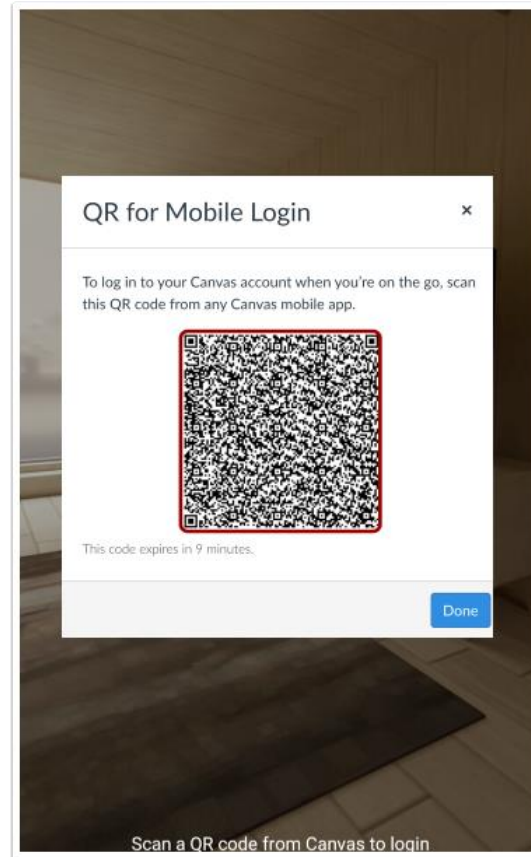 QR for Mobile Login ×
To log in to your Canvas account when you're on the go, scan
this QR code from any Canvas mobile app.
This code expires in 9 minutes.
Done
Scan a QR code from Canvas to login